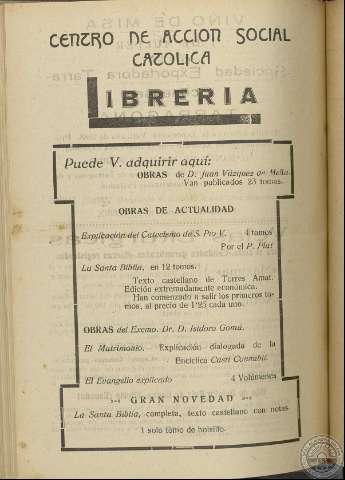 CENTRO DE ACCION SOCIAL
CATOLICA
LIBRERIA
Puede V. adquirir aquí:
OBRAS de D. Juan Vázquez de Mella.
Van publicados 23 tomos.
OBRAS DE ACTUALIDAD
Explicación del Catecismo de S. Pío V. 4 tomos
Por el P. Plat
La Santa Biblia, en 12 tomos.
Texto castellano de Torres Amat.
Edición extremadamente económica.
Han comenzado a salir los primeros to-
mos, al precio de 1'25 cada uno.
OBRAS del Excmo. Dr. D. Isidoro Gomá.
El Matrimonio. Explicación dialogada de la
Encíclica Casti Connubii.
El Evangelio explicado 4 Volúmenes
GRAN NOVEDAD
La Santa Biblia, completa, texto castellano con notas
1 solo tomo de bolsillo.